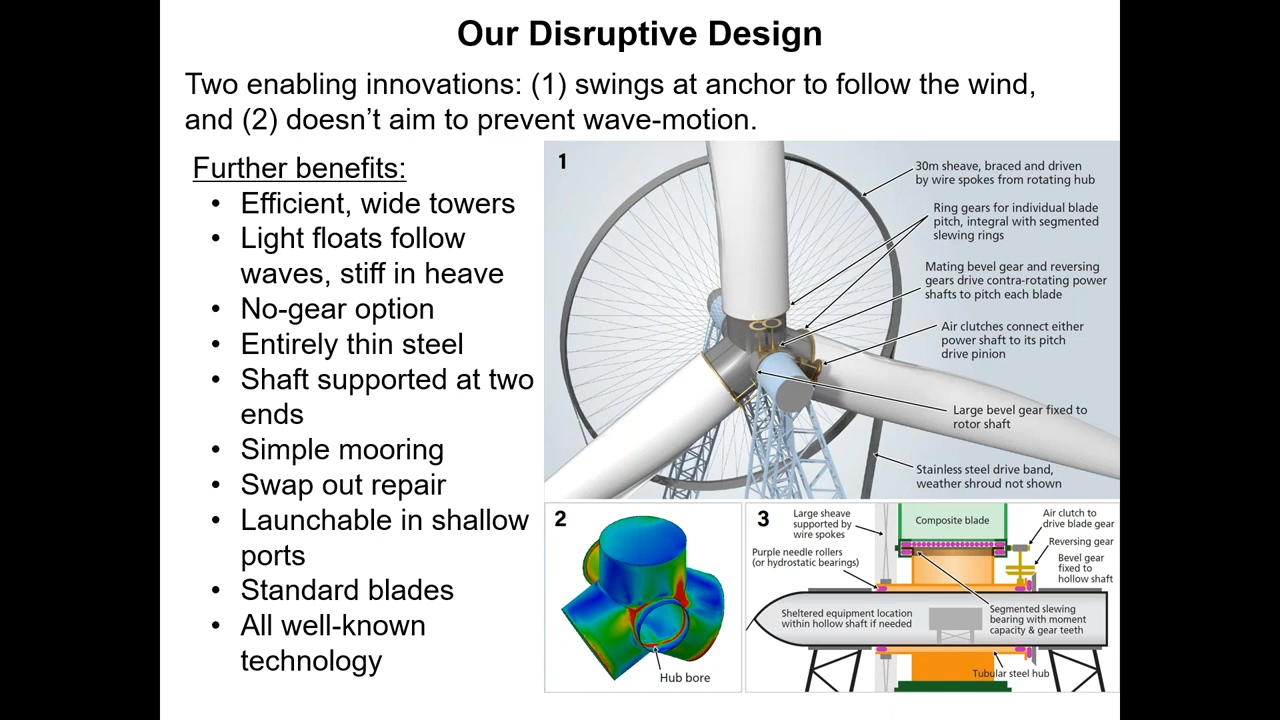 Our Disruptive Design
Two enabling innovations: (1) swings at anchor to follow the wind,
and (2) doesn’t aim to prevent wave-motion.
Further benefits:
• Efficient, wide towers
• Light floats follow
waves, stiff in heave
• No-gear option
• Entirely thin steel
• Shaft supported at two
ends
• Simple mooring
• Swap out repair
• Launchable in shallow
ports
• Standard blades
• All well-known
technology
1
30m sheave, braced and driven
by wire spokes from rotating hub
Ring gears for individual blade
pitch, integral with segmented
slewing rings
Mating bevel gear and reversing
gears drive contra-rotating power
shafts to pitch each blade
Air clutches connect either
power shaft to its pitch
drive pinion
Large bevel gear fixed to
rotor shaft
Stainless steel drive band,
weather shroud not shown
2
Hub bore
3
Large sheave
supported by
wire spokes
Purple needle rollers
(or hydrostatic bearings)
Composite blade
Air clutch to
drive blade gear
Reversing gear
Bevel gear
fixed to
hollow shaft
Sheltered equipment location
within hollow shaft if needed
Segmented slewing
bearing with moment
capacity & gear teeth
Tubular steel hub